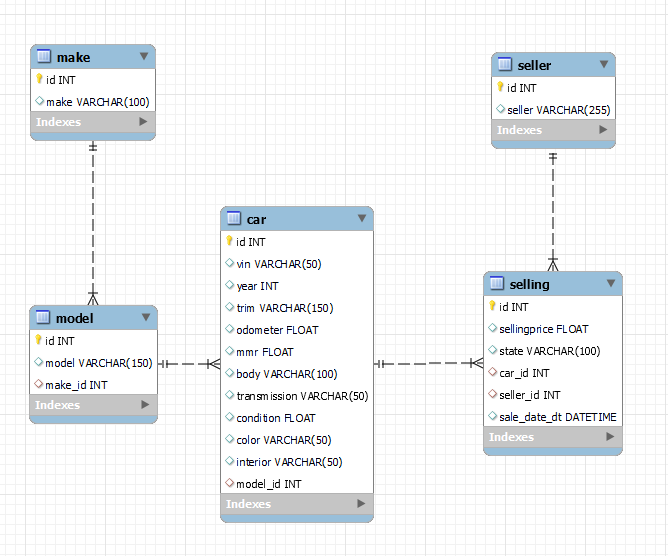 make
id INT
make VARCHAR(100)
Indexes
seller
id INT
seller VARCHAR(255)
Indexes
car
id INT
vin VARCHAR(50)
year INT
trim VARCHAR(150)
odometer FLOAT
mmr FLOAT
body VARCHAR(100)
transmission VARCHAR(50)
condition FLOAT
color VARCHAR(50)
interior VARCHAR(50)
model_id INT
Indexes
model
id INT
model VARCHAR(150)
make_id INT
Indexes
selling
id INT
sellingprice FLOAT
state VARCHAR(100)
car_id INT
seller_id INT
sale_date_dt DATETIME
Indexes